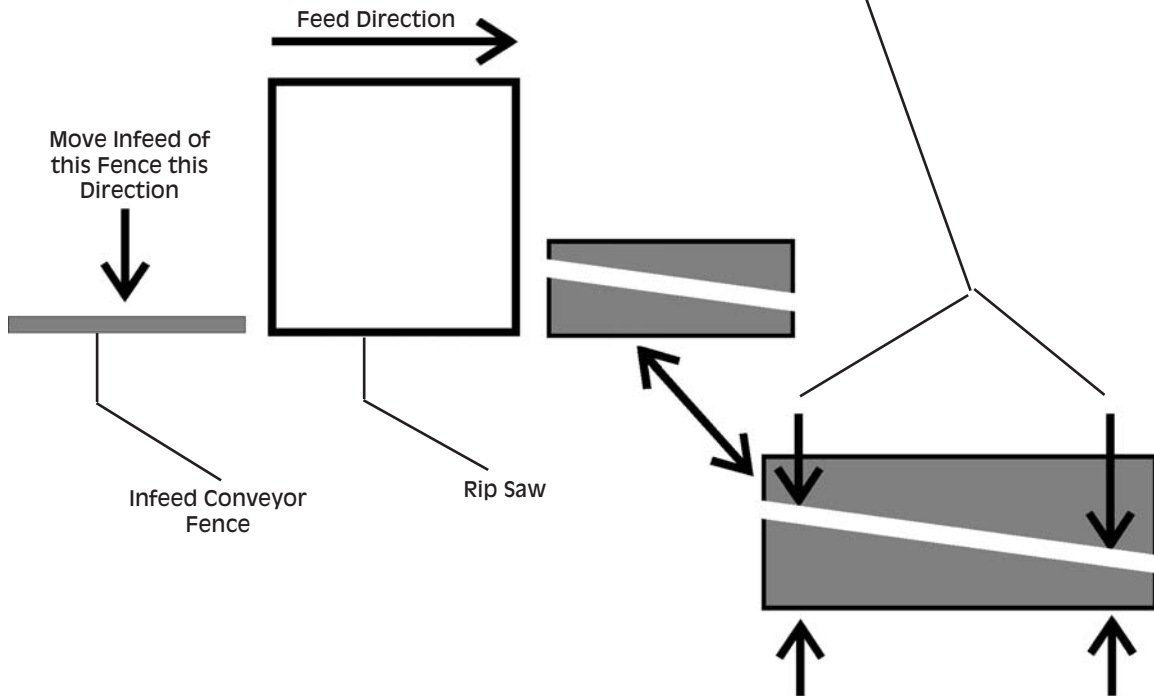 Feed Direction
Move Infeed of
this Fence this
Direction
Infeed Conveyor
Fence
Rip Saw